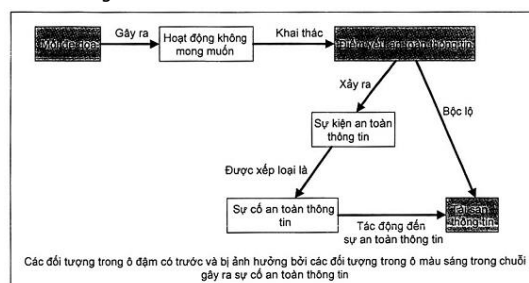 Gây ra
Khai thác
Mối đe dọa
Hoạt động không
mong muốn
Điểm yếu an toàn thông tin
Xảy ra
Bộc lộ
Sự kiện an toàn
thông tin
Được xếp loại là
Sự cố an toàn thông
tin
Tác động đến
sự an toàn thông tin
Tài sản
thông tin
Các đối tượng trong ô đậm có trước và bị ảnh hưởng bởi các đối tượng trong ô màu sáng trong chuỗi
gây ra sự cố an toàn thông tin